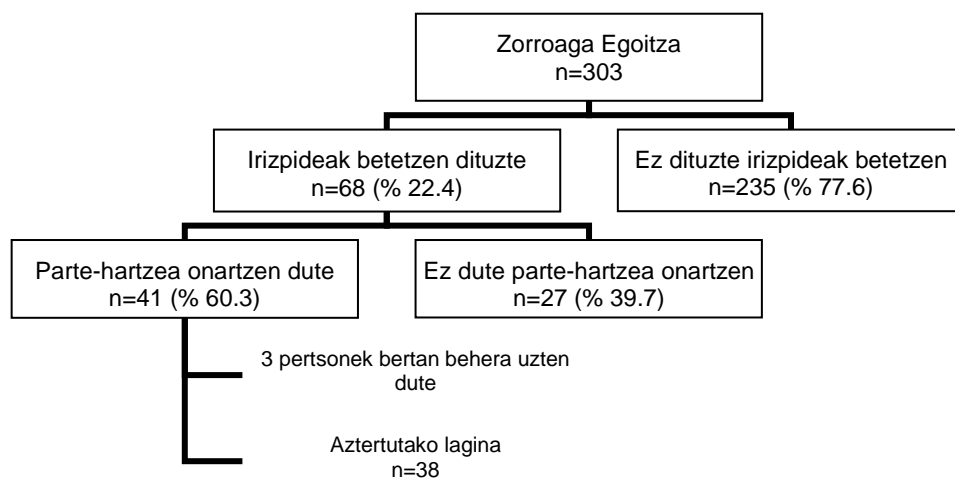 Zorroaga Egoitza
n=303
Irizpideak betetzen dituzte
n=68 (% 22.4)
Ez dituzte irizpideak betetzen
n=235 (% 77.6)
Parte-hartzea onartzen dute
n=41 (% 60.3)
Ez dute parte-hartzea onartzen
n=27 (% 39.7)
3 pertsonek bertan behera uzten
dute
Aztertutako lagina
n=38